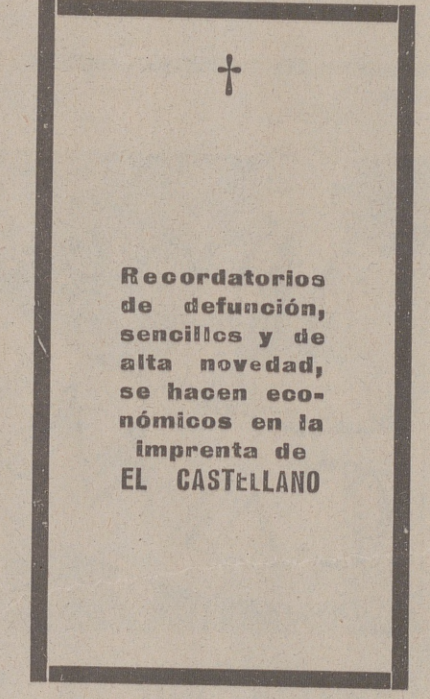 †
Recordatorios
de defunción,
sencillos y de
alta novedad,
se hacen eco-
nómicos en la
imprenta de
EL CASTELLANO